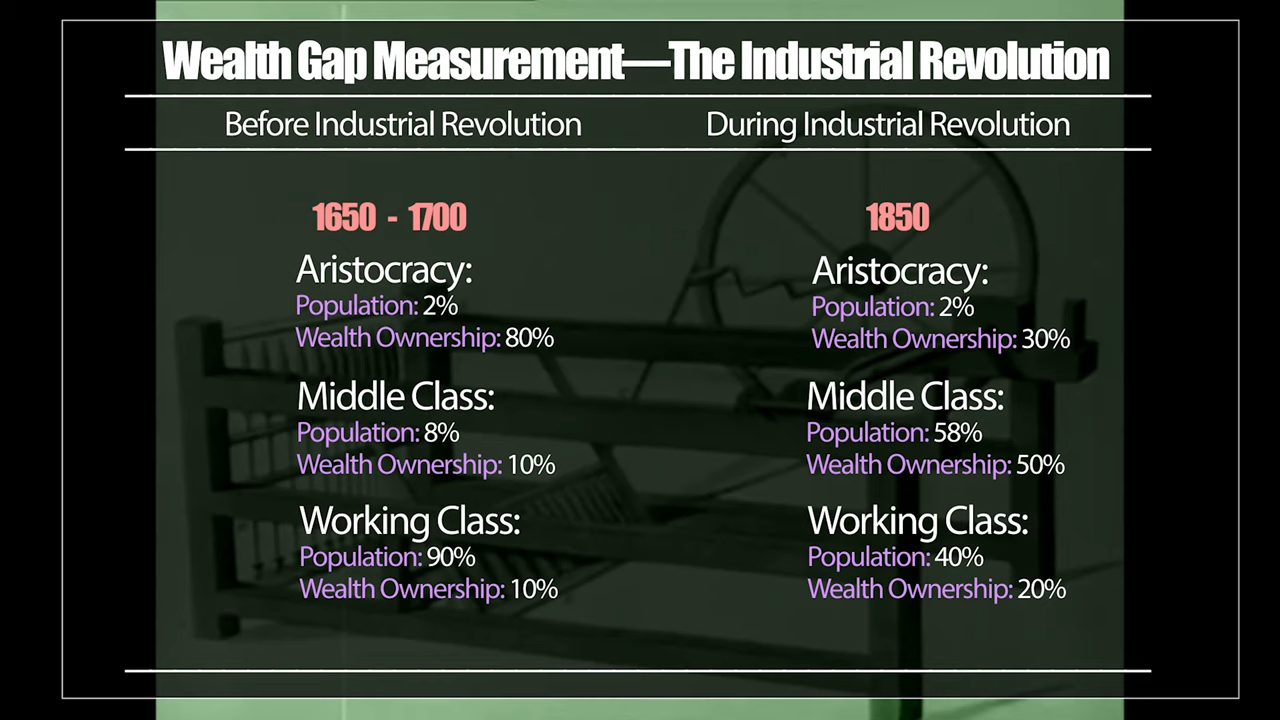 Wealth Gap Measurement—The Industrial Revolution
Before Industrial Revolution
During Industrial Revolution
1650 - 1700
Aristocracy:
Population: 2%
Wealth Ownership: 80%
Middle Class:
Population: 8%
Wealth Ownership: 10%
Working Class:
Population: 90%
Wealth Ownership: 10%
1850
Aristocracy:
Population: 2%
Wealth Ownership: 30%
Middle Class:
Population: 58%
Wealth Ownership: 50%
Working Class:
Population: 40%
Wealth Ownership: 20%